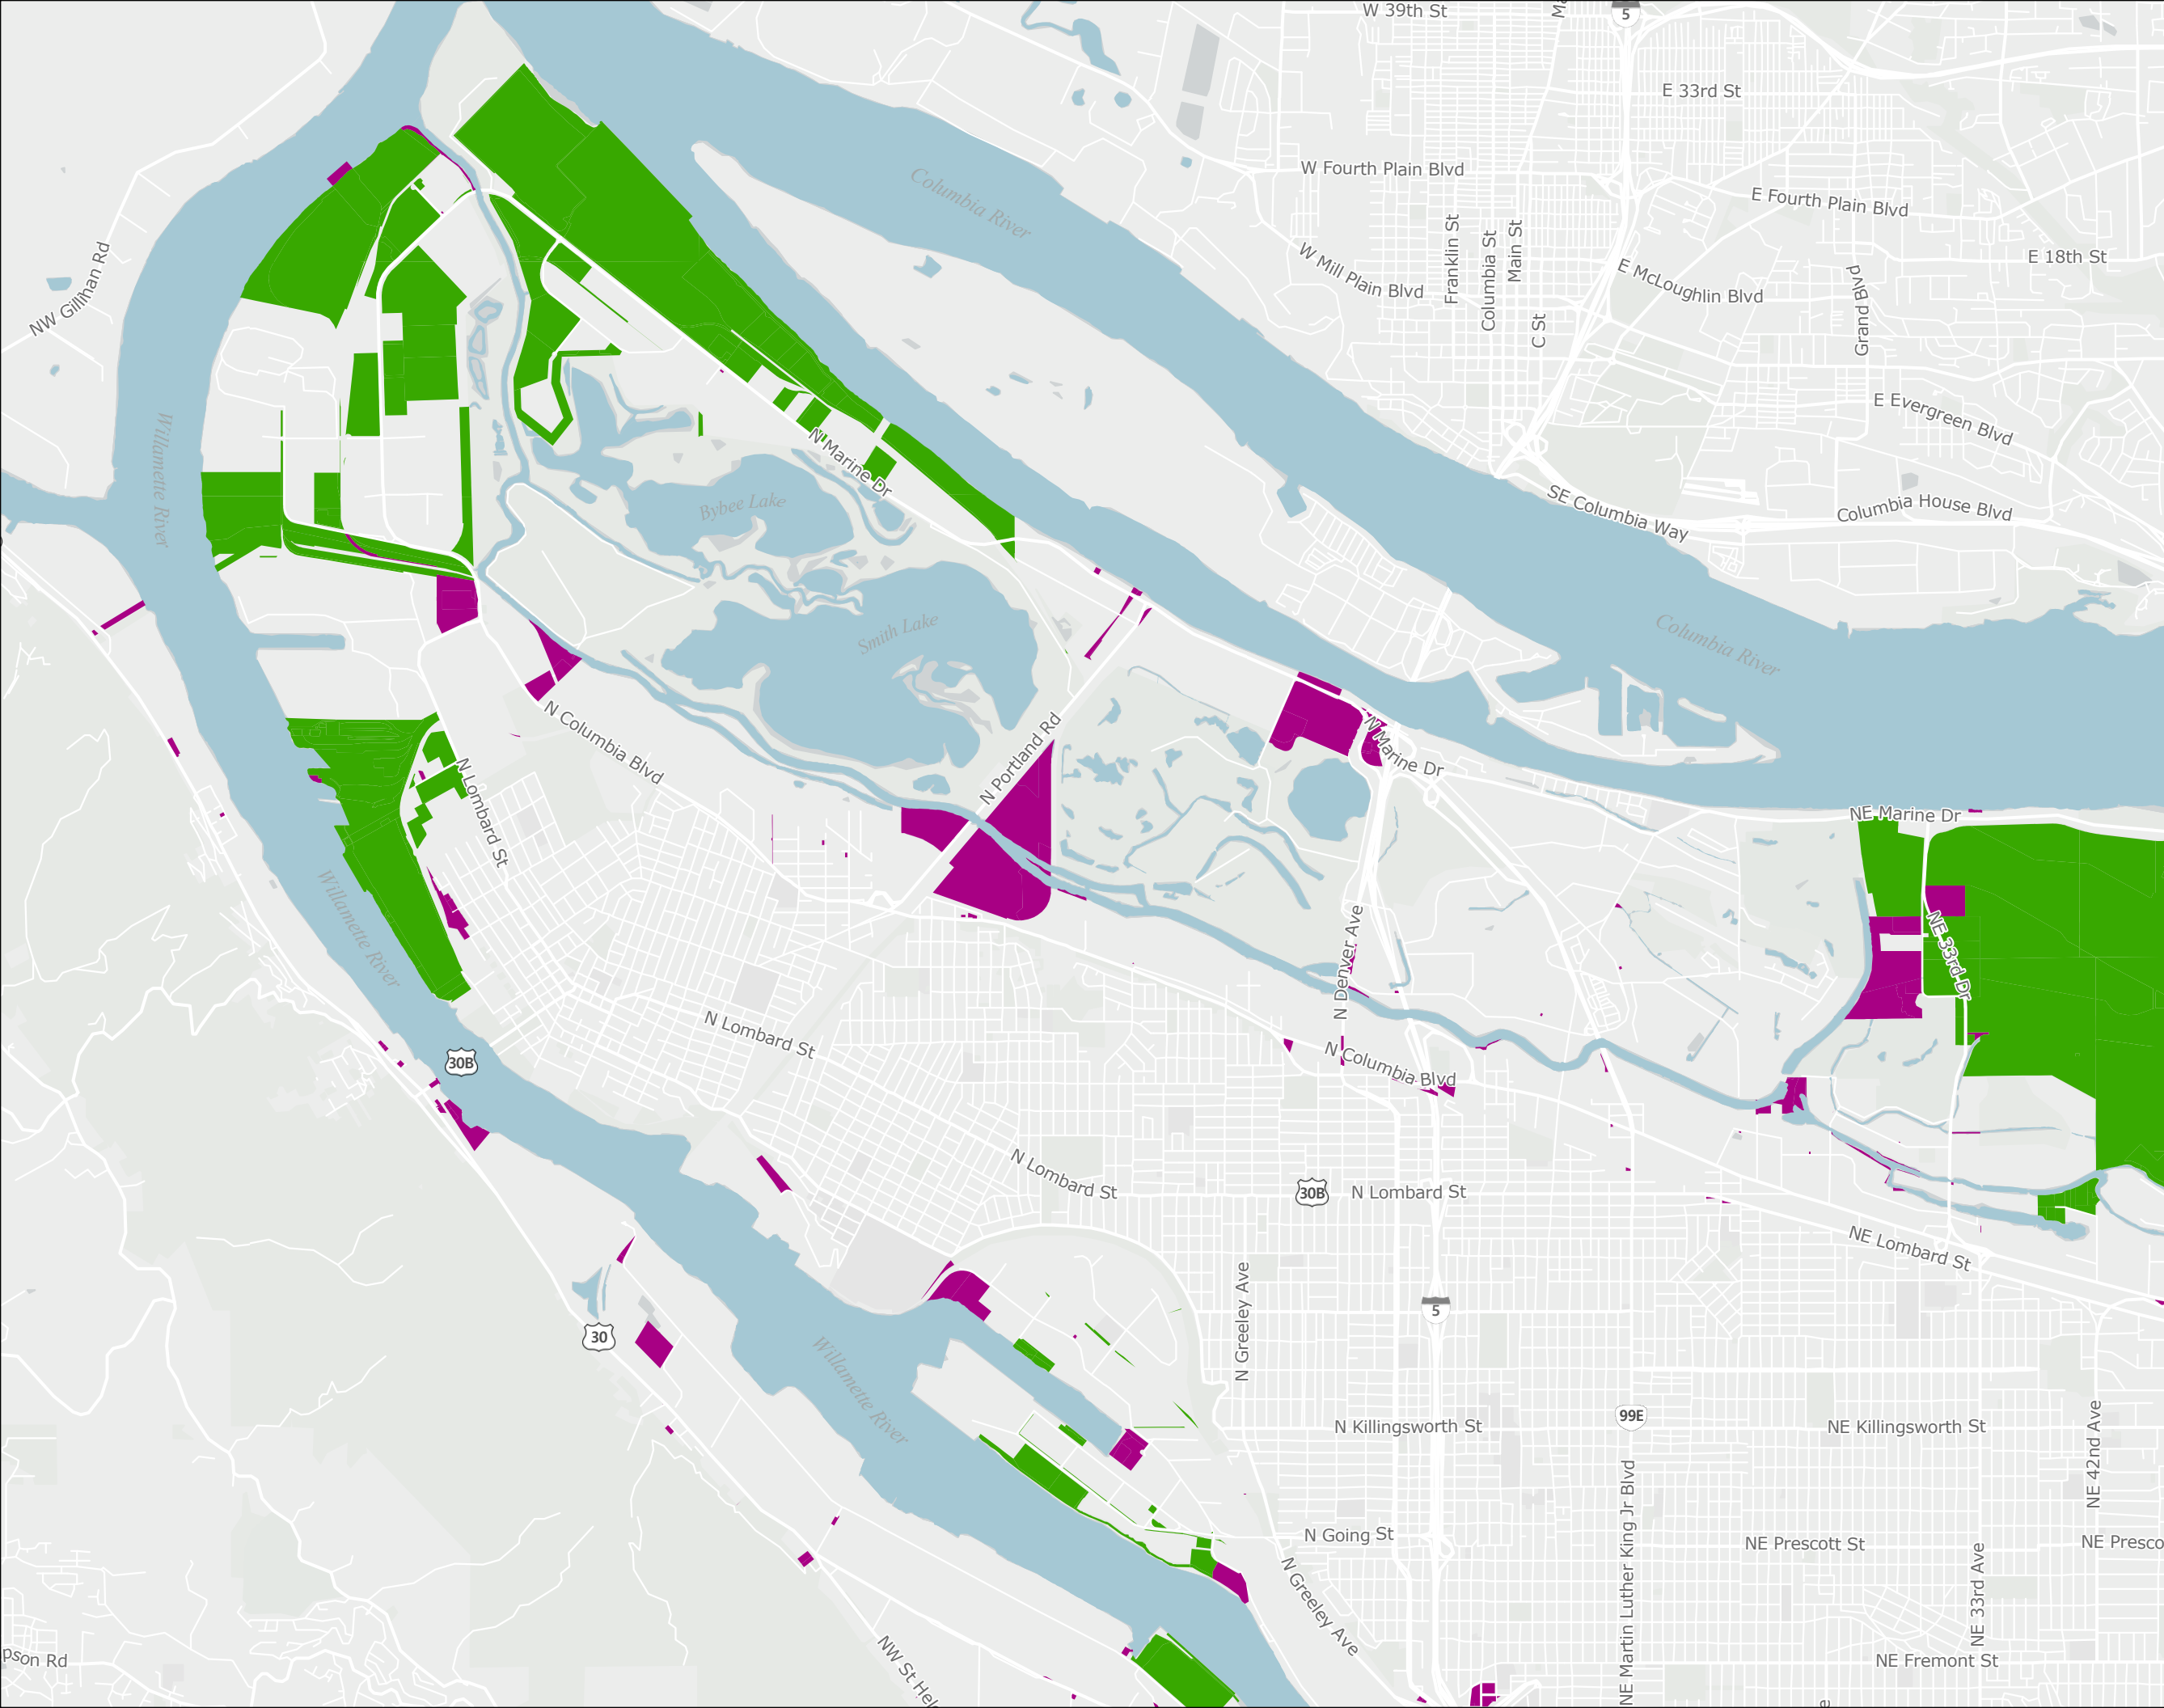 W 39th St
5
E 33rd St
W Fourth Plain Blvd
E Fourth Plain Blvd
Columbia River
Franklin St
Columbia St
Main St
C St
W Mill Plain Blvd
E McLoughlin Blvd
Grand Blvd
E 18th St
NW Gillihan Rd
E Evergreen Blvd
Willamette River
N Marine Dr
Bybee Lake
SE Columbia Way
Columbia House Blvd
Smith Lake
Columbia River
N Columbia Blvd
N Portland Rd
N Marine Dr
N Lombard St
NE Marine Dr
Willamette River
NE 33rd Dr
N Denver Ave
30B
N Lombard St
N Columbia Blvd
N Lombard St
30B
N Lombard St
NE Lombard St
N Greeley Ave
5
30
Willamette River
N Killingsworth St
99E
NE Killingsworth St
NE 42nd Ave
N Going St
NE Martin Luther King Jr Blvd
NE Prescott St
NE Presco
N Greeley Ave
NE 33rd Ave
pson Rd
NW St Hel
NE Fremont St